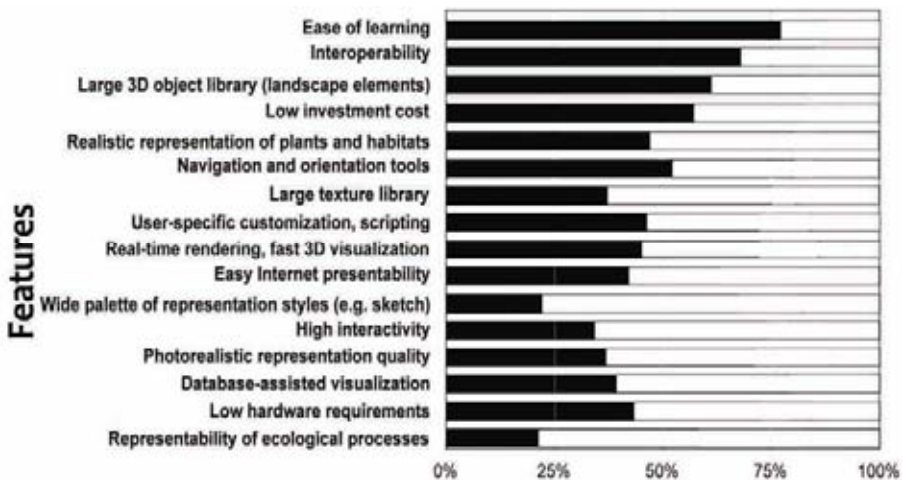 Ease of learning
Interoperability
Large 3D object library (landscape elements)
Low investment cost
Realistic representation of plants and habitats
Navigation and orientation tools
Large texture library
User-specific customization, scripting
Real-time rendering, fast 3D visualization
Easy Internet presentability
Wide palette of representation styles (e.g. sketch)
High interactivity
Photorealistic representation quality
Database-assisted visualization
Low hardware requirements
Representability of ecological processes
Features
0% 25% 50% 75% 100%